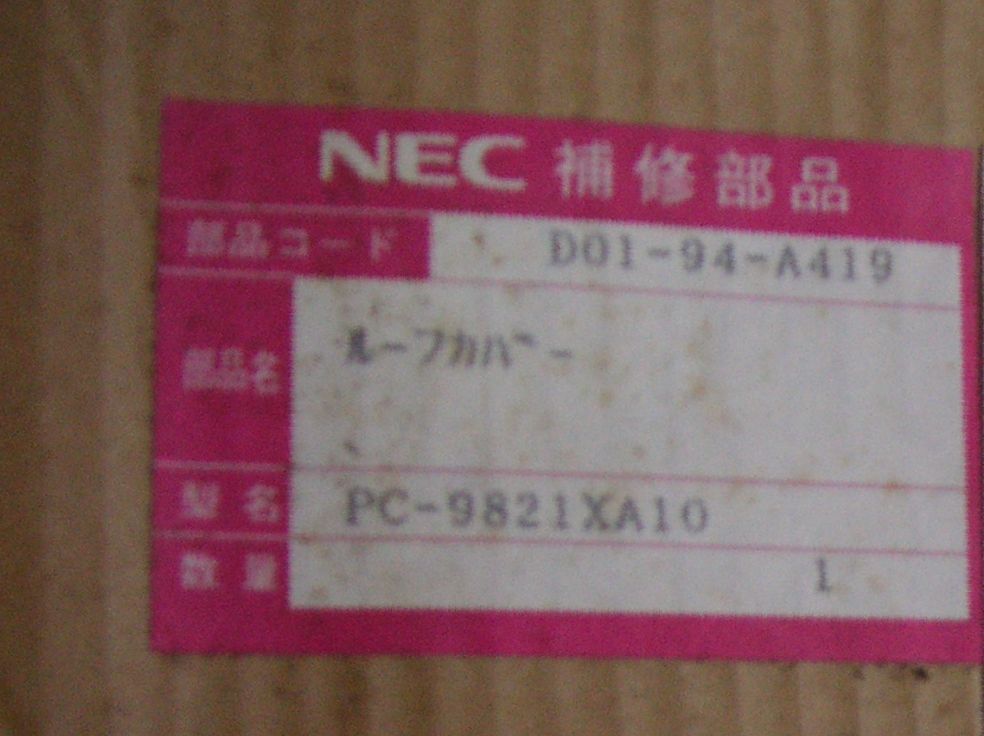 NEC 補修部品
部品コード D01-94-A419
部品名 ﾙｰﾌｶﾊﾞｰ
型名 PC-9821XA10
数量 1